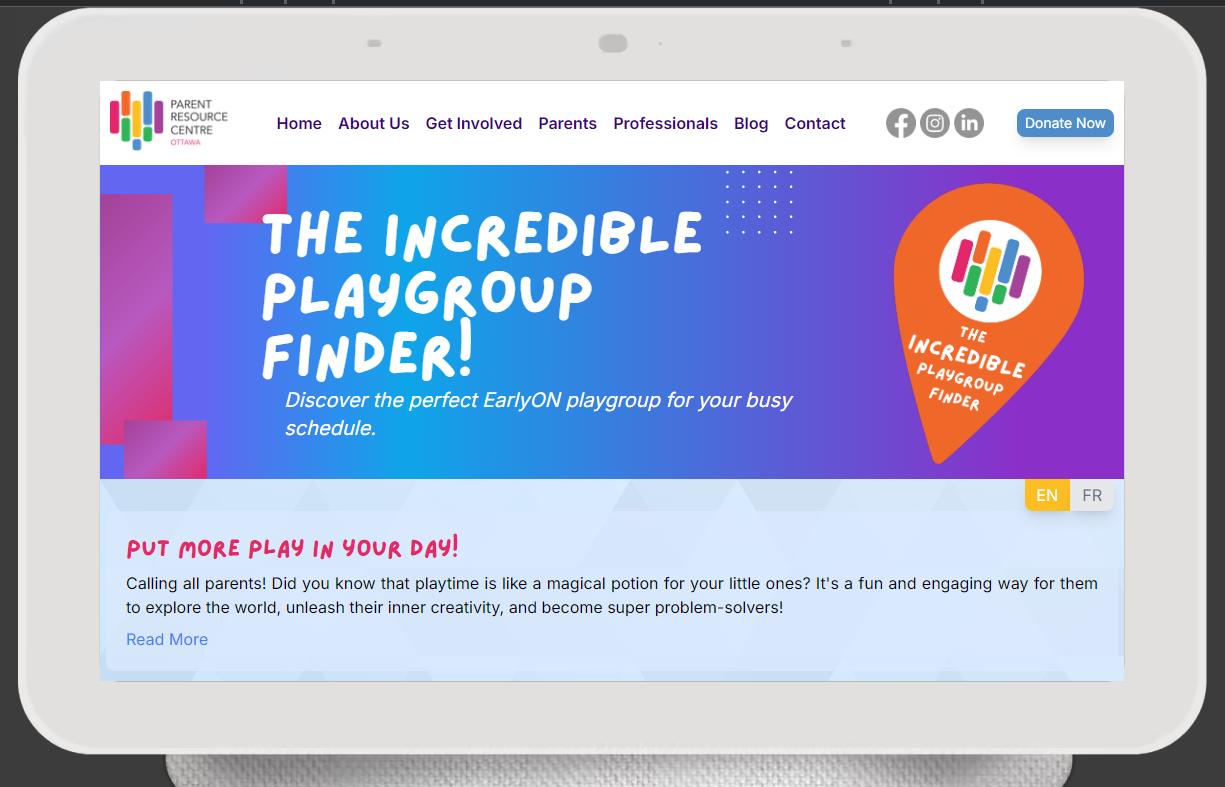 PARENT
RESOURCE
CENTRE
OTTAWA
Home About Us Get Involved Parents Professionals Blog Contact
Donate Now
THE INCREDIBLE
PLAYGROUP
FINDER!
Discover the perfect EarlyON playgroup for your busy
schedule.
THE
INCREDIBLE
PLAYGROUP
FINDER
EN FR
PUT MORE PLAY IN YOUR DAY!
Calling all parents! Did you know that playtime is like a magical potion for your little ones? It's a fun and engaging way for them
to explore the world, unleash their inner creativity, and become super problem-solvers!
Read More